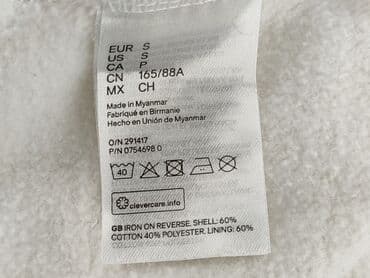 EUR S
US S
CA P
CN 165/88A
MX CH
Made in Myanmar
Fabriqué en Birmanie
Hecho en Unión de Myanmar
O/N 291417
P/N 0754698 0
40
clevercare.info
GB IRON ON REVERSE. SHELL: 60%
COTTON 40% POLYESTER, LINING: 60%